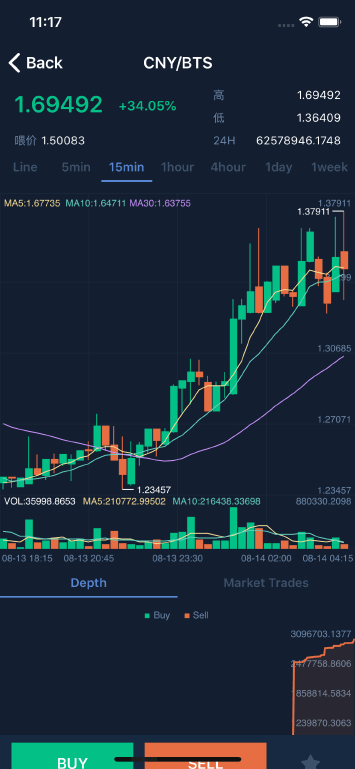 11:17
Back
CNY/BTS
1.69492 +34.05%
高 1.69492
低 1.36409
喂价 1.50083
24H 62578946.1748
Line 5min 15min 1hour 4hour 1day 1week
MA5:1.67735 MA10:1.64711 MA30:1.63755
1.37911
1.37911
1.30685
1.27071
1.23457
1.23457
VOL:35998.8653 MA5:210772.99502 MA10:216438.33698
880330.2098
08-13 18:15 08-13 20:45 08-13 23:30 08-14 02:00 08-14 04:15
Depth Market Trades
Buy Sell
3096703.1377
2477758.8606
1858814.5834
1239870.3063
BUY SELL